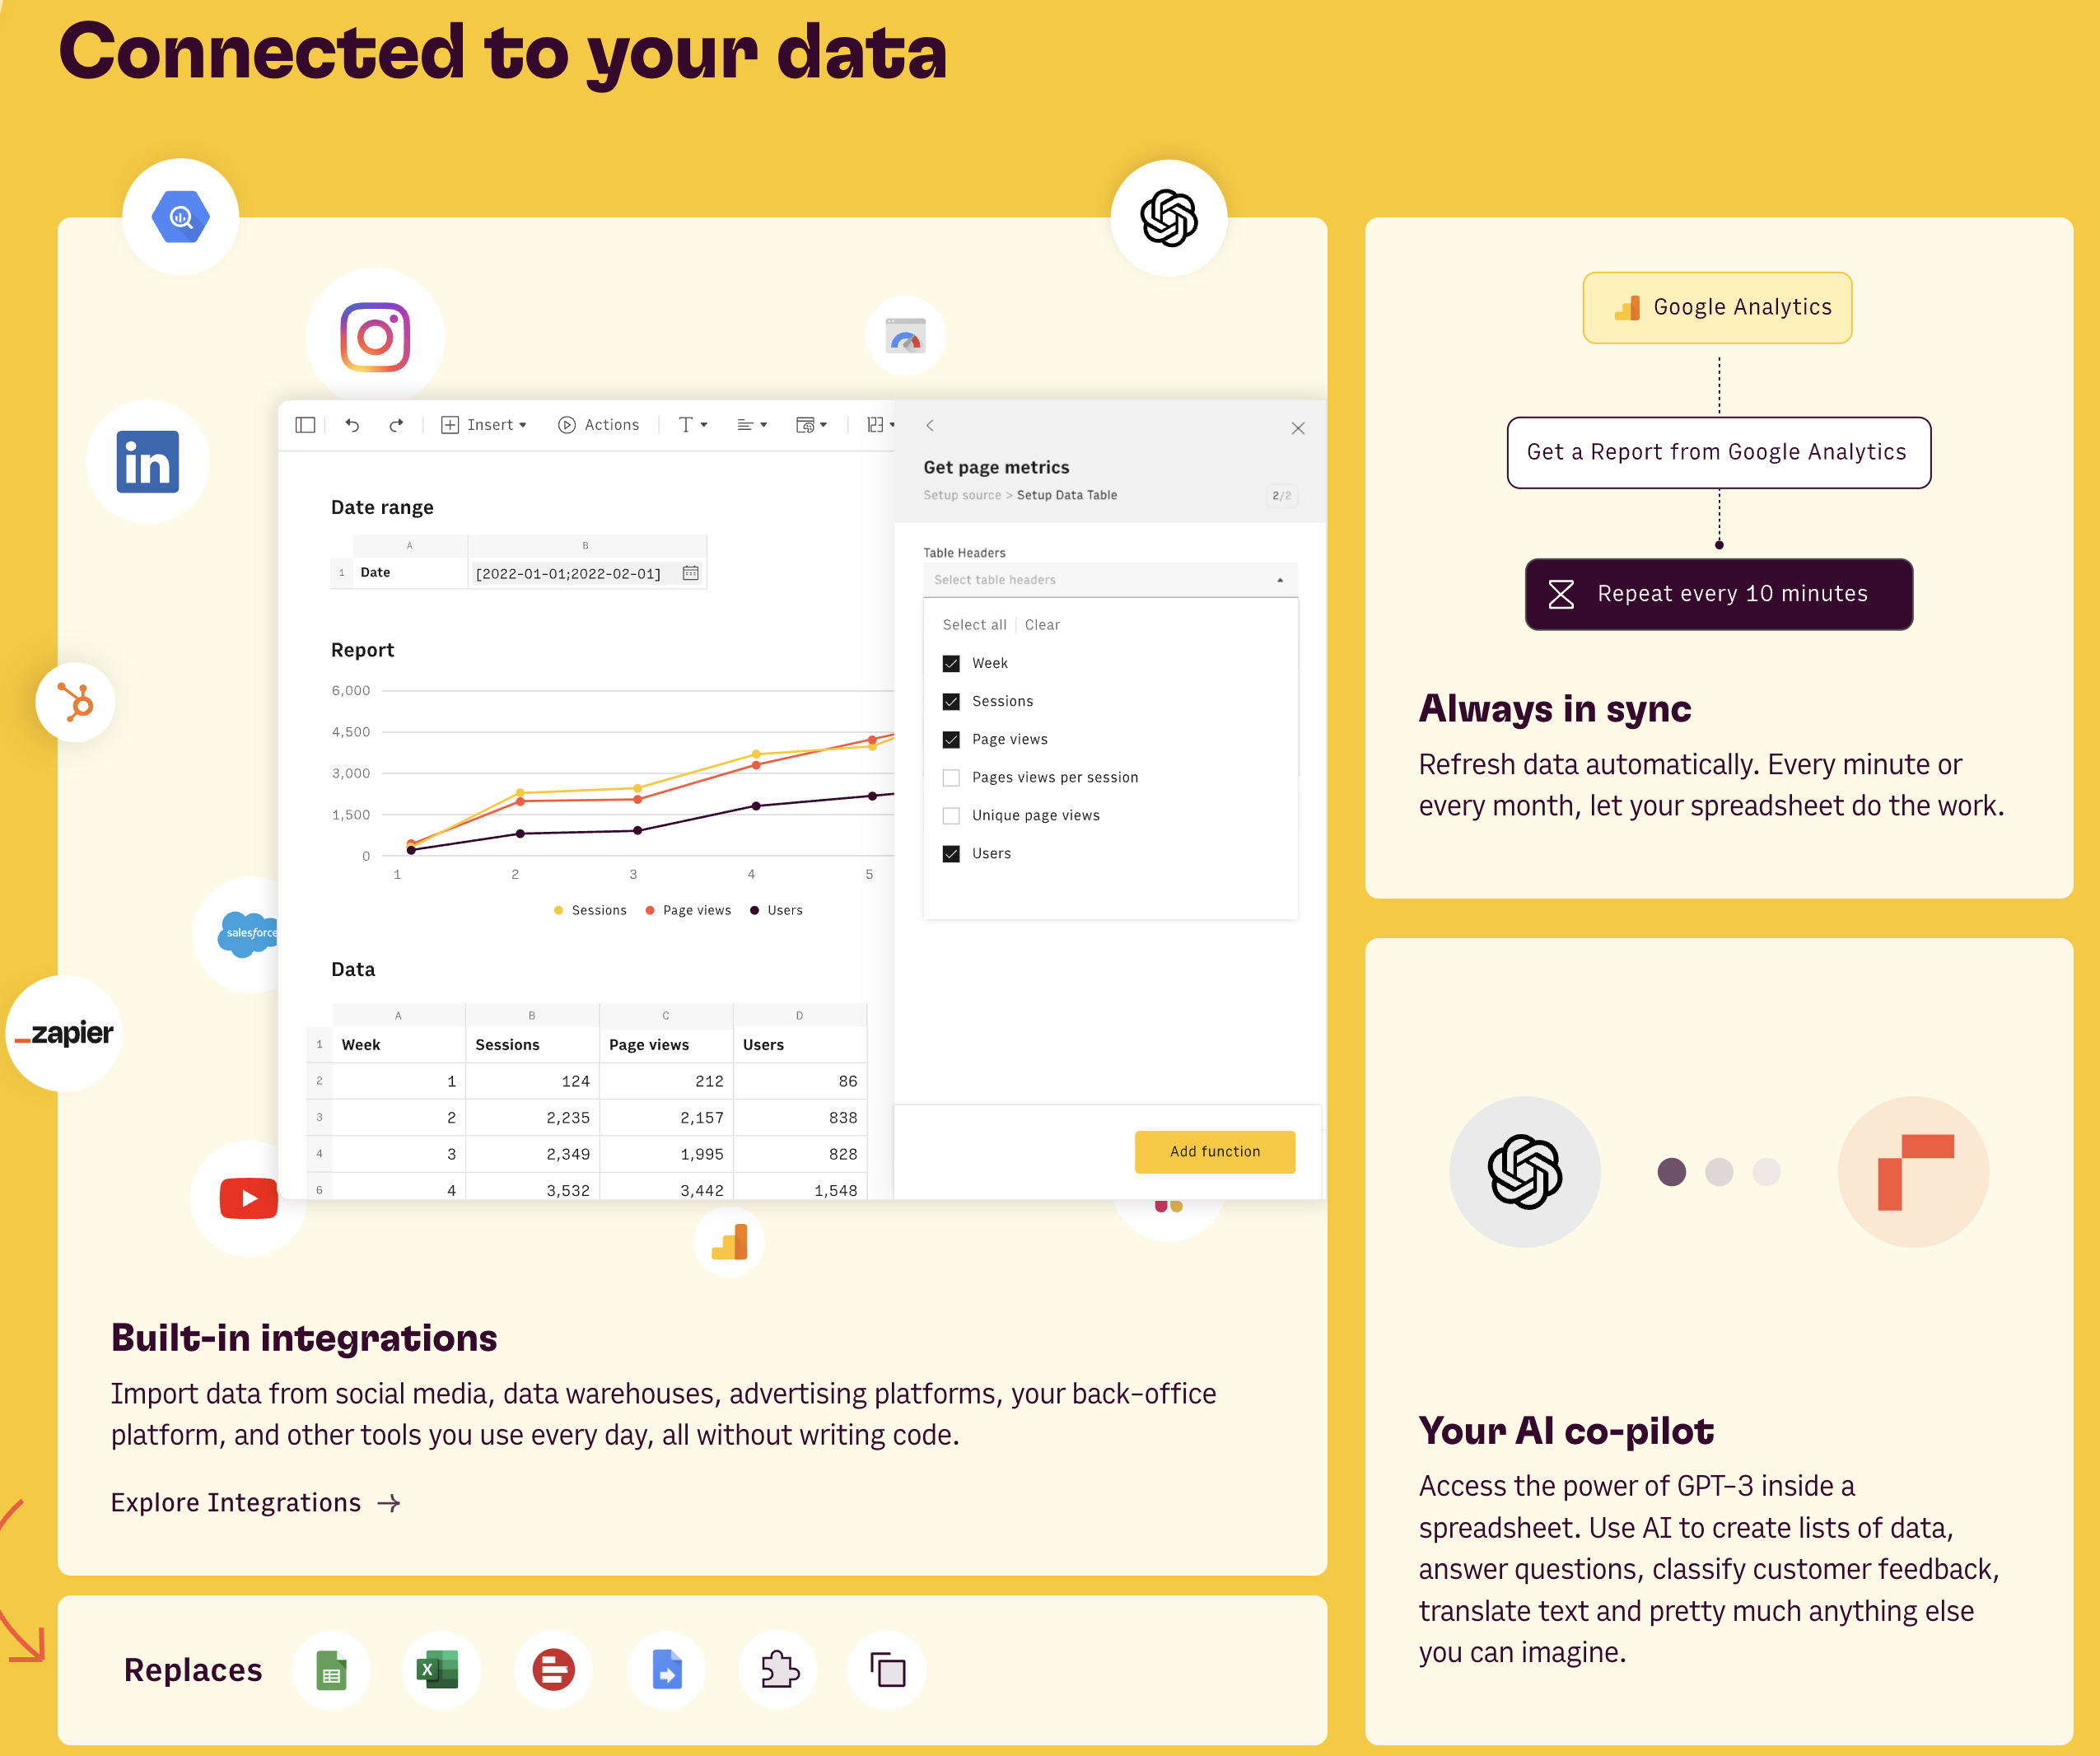 Connected to your data
Insert
Actions
Date range
A B
1 Date [2022-01-01;2022-02-01]
Report
6,000
4,500
3,000
1,500
0
1 2 3 4 5
Sessions Page views Users
Data
A B C D
1 Week Sessions Page views Users
2 1 124 212 86
3 2 2,235 2,157 838
4 3 2,349 1,995 828
6 4 3,532 3,442 1,548
Get page metrics
Setup source > Setup Data Table 2/2
Table Headers
Select table headers
Select all Clear
Week
Sessions
Page views
Pages views per session
Unique page views
Users
Add function
in
salesforce
_zapier
Built-in integrations
Import data from social media, data warehouses, advertising platforms, your back-office
platform, and other tools you use every day, all without writing code.
Explore Integrations →
Replaces
X
Google Analytics
Get a Report from Google Analytics
Repeat every 10 minutes
Always in sync
Refresh data automatically. Every minute or
every month, let your spreadsheet do the work.
Your AI co-pilot
Access the power of GPT-3 inside a
spreadsheet. Use AI to create lists of data,
answer questions, classify customer feedback,
translate text and pretty much anything else
you can imagine.